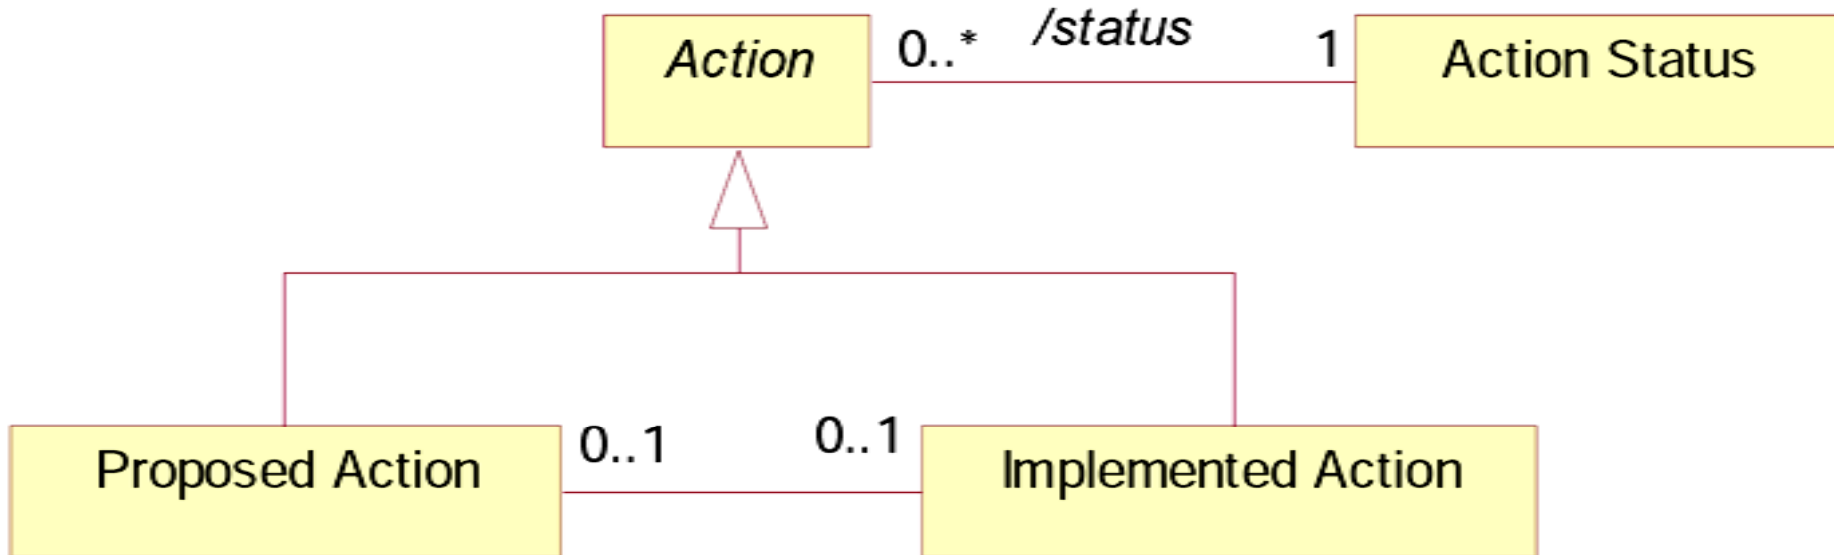 Action 0..* /status 1 Action Status
Proposed Action 0..1 0..1 Implemented Action